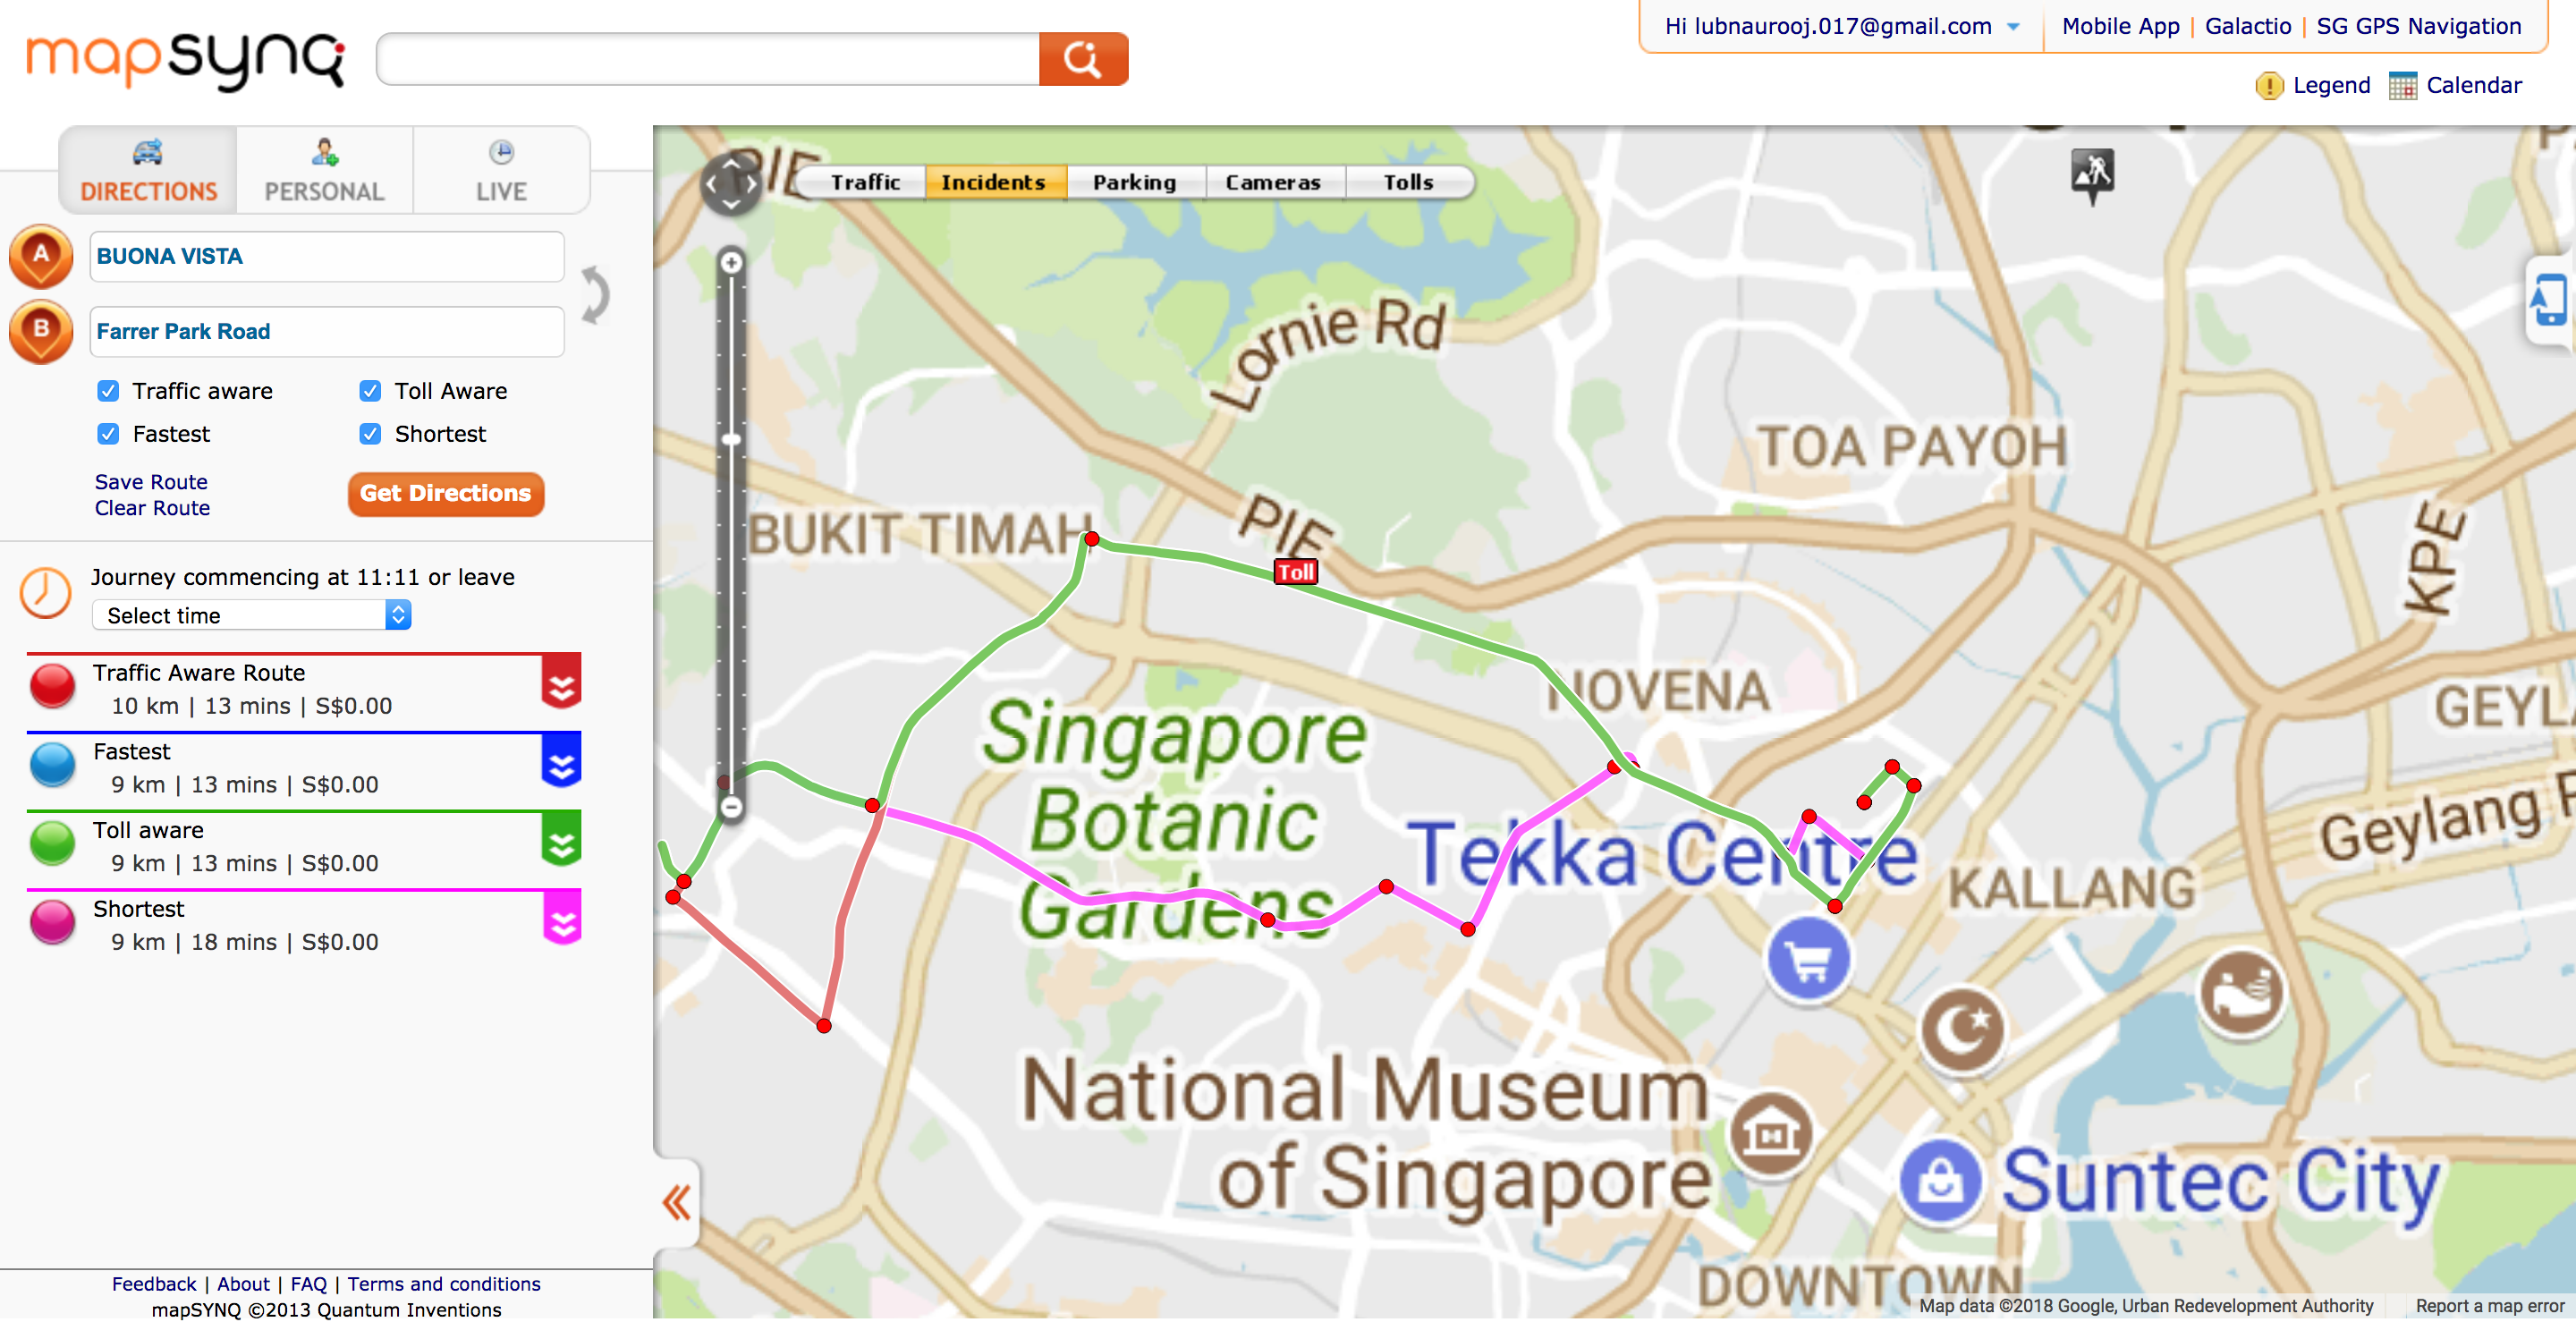 mapsynq
Hi lubnaurooj.017@gmail.com
Mobile App | Galactio | SG GPS Navigation
Legend
Calendar
DIRECTIONS
PERSONAL
LIVE
A
BUONA VISTA
B
Farrer Park Road
Traffic aware
Toll Aware
Fastest
Shortest
Save Route
Clear Route
Get Directions
Journey commencing at 11:11 or leave
Select time
Traffic Aware Route
10 km | 13 mins | S$0.00
Fastest
9 km | 13 mins | S$0.00
Toll aware
9 km | 13 mins | S$0.00
Shortest
9 km | 18 mins | S$0.00
Feedback | About | FAQ | Terms and conditions
mapSYNQ ©2013 Quantum Inventions
PIE
Traffic
Incidents
Parking
Cameras
Tolls
Lornie Rd
TOA PAYOH
BUKIT TIMAH
PIE
Toll
KPE
NOVENA
GEYLA
Singapore
Botanic
Gardens
Tekka Centre
KALLANG
Geylang R
National Museum
of Singapore
Suntec City
DOWNTOWN
Map data ©2018 Google, Urban Redevelopment Authority
Report a map error